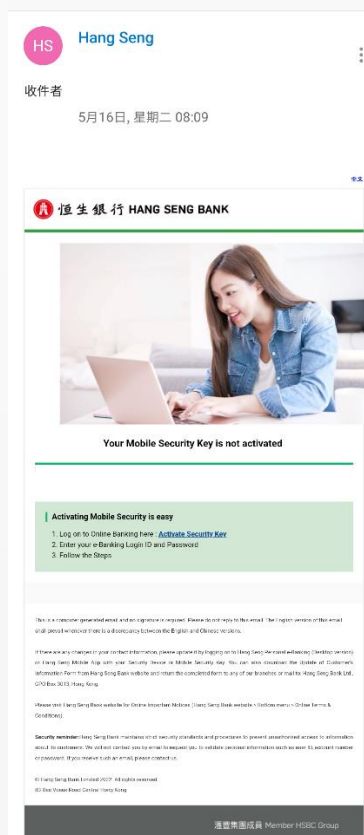 HS
Hang Seng
收件者
5月16日, 星期二 08:09
中文
恒生銀行 HANG SENG BANK
Your Mobile Security Key is not activated
Activating Mobile Security is easy
1. Log on to Online Banking here : Activate Security Key
2. Enter your e-Banking Login ID and Password
3. Follow the Steps
This is a computer generated email and no signature is required. Please do not reply to this email. The English version of this email
shall prevail whenever there is a discrepancy between the English and Chinese versions.
If there are any changes in your contact information, please update it by logging on to Hang Seng Personal e-Banking (Desktop version)
or Hang Seng Mobile App with your Security Device or Mobile Security Key. You can also download the Update of Customer's
Information Form from Hang Seng Bank website and return the completed form to any of our branches or mail to: Hang Seng Bank Ltd.,
GPO Box 3013, Hong Kong.
Please visit Hang Seng Bank website for Online Important Notices (Hang Seng Bank website > Bottom menu > Online Terms &
Conditions).
Security reminder: Hang Seng Bank maintains strict security standards and procedures to prevent unauthorised access to information
about its customers. We will not contact you by email to request you to validate personal information such as user ID, account number
or password. If you receive such an email, please contact us.
© Hang Seng Bank Limited 2022. All rights reserved.
83 Des Voeux Road Central Hong Kong
滙豐集團成員 Member HSBC Group